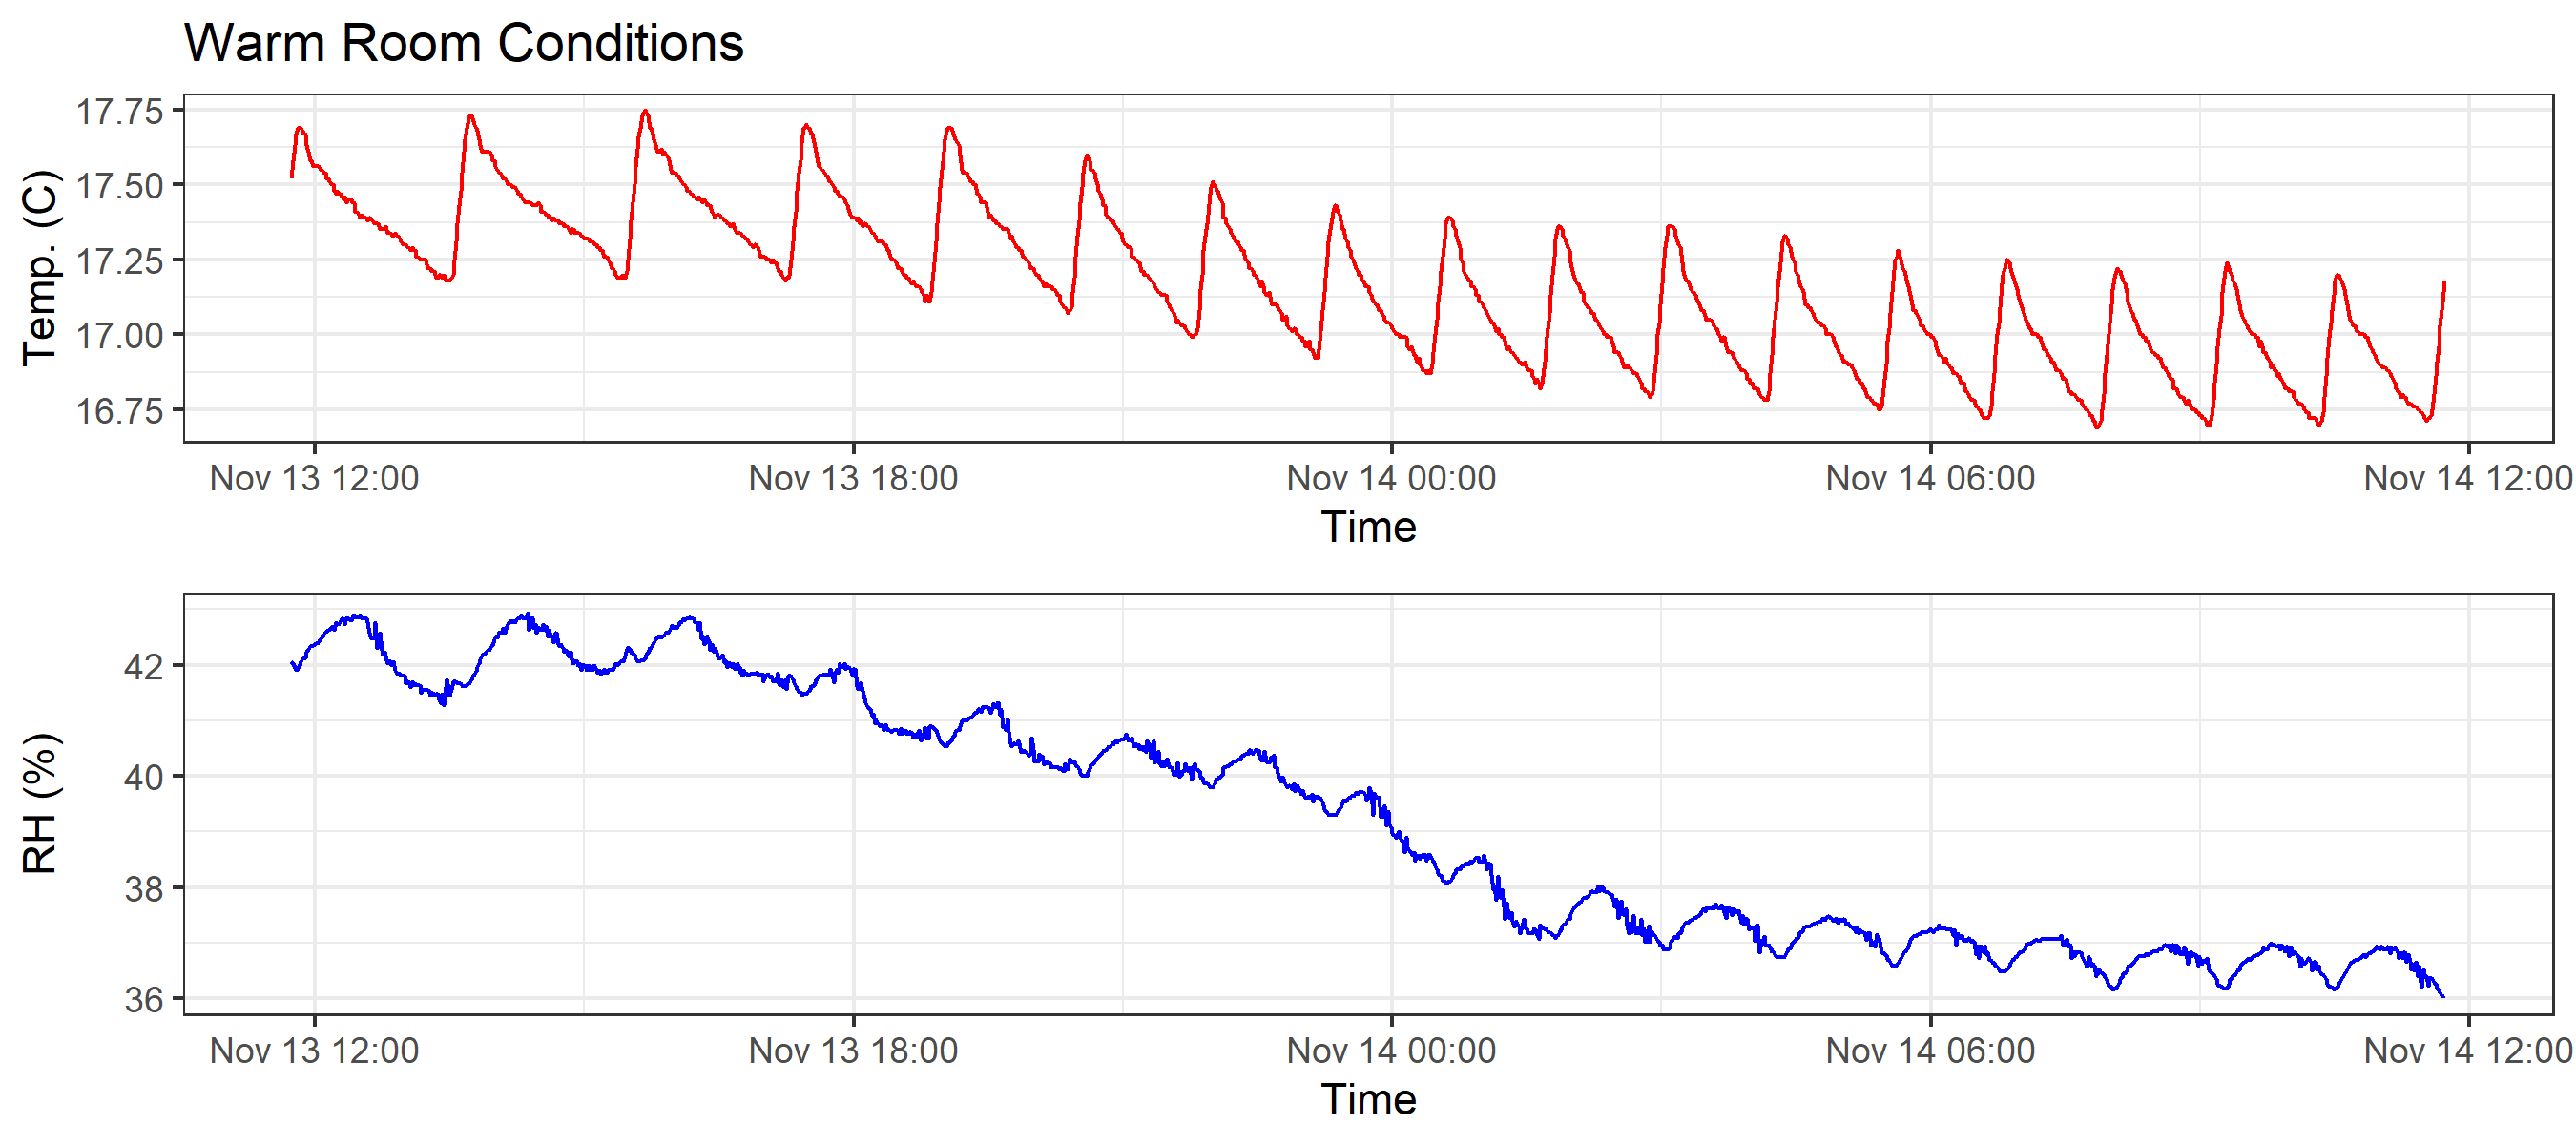 Warm Room Conditions
Temp. (C)
17.75
17.50
17.25
17.00
16.75
Nov 13 12:00 Nov 13 18:00 Nov 14 00:00 Nov 14 06:00 Nov 14 12:00
Time
RH (%)
42
40
38
36
Nov 13 12:00 Nov 13 18:00 Nov 14 00:00 Nov 14 06:00 Nov 14 12:00
Time